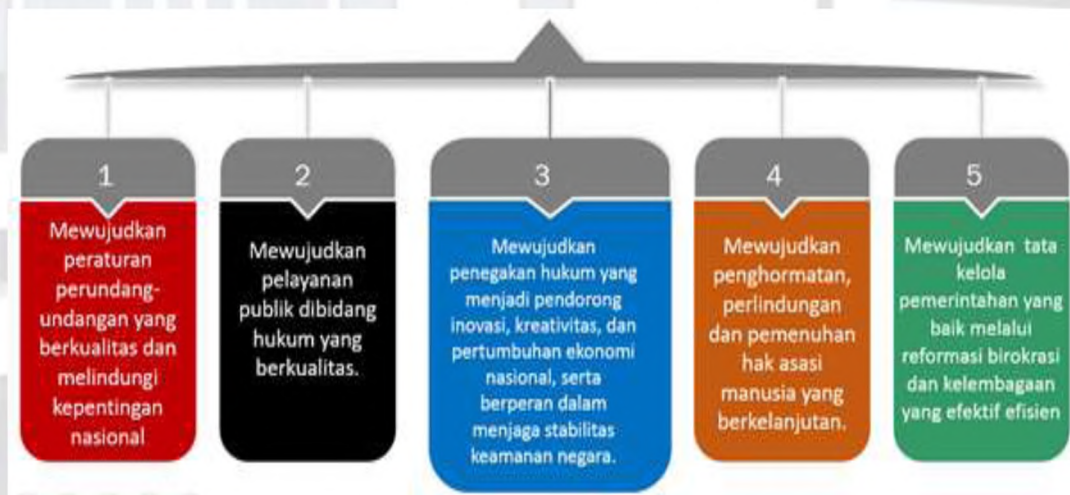 1
Mewujudkan
peraturan
perundang-
undangan yang
berkualitas dan
melindungi
kepentingan
nasional
2
Mewujudkan
pelayanan
publik dibidang
hukum yang
berkualitas.
3
Mewujudkan
penegakan hukum yang
menjadi pendorong
inovasi, kreativitas, dan
pertumbuhan ekonomi
nasional, serta
berperan dalam
menjaga stabilitas
keamanan negara.
4
Mewujudkan
penghormatan,
perlindungan
dan pemenuhan
hak asasi
manusia yang
berkelanjutan.
5
Mewujudkan tata
kelola
pemerintahan yang
baik melalui
reformasi birokrasi
dan kelembagaan
yang efektif efisien